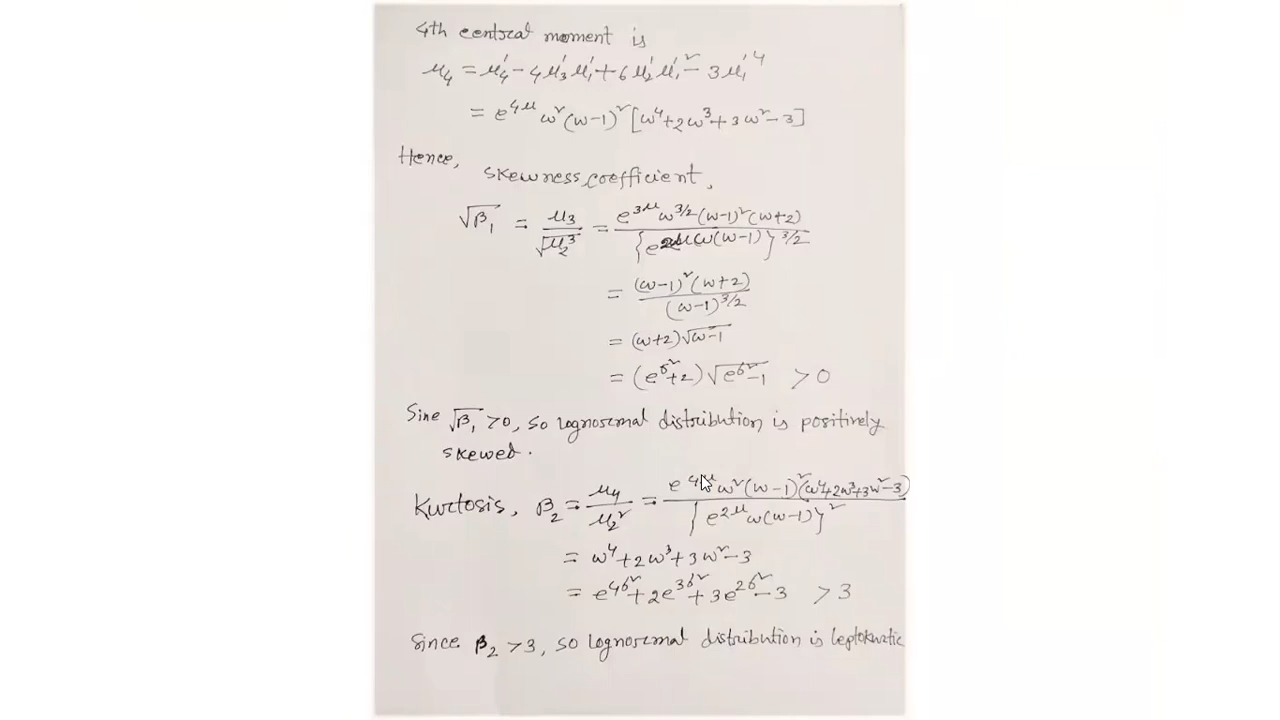 4th central moment is
μ₄ = μ₄′ − 4μ₃′μ₁′ + 6μ₂′μ₁′² − 3μ₁′⁴
= e^{4μ} ω²(ω−1)² [ω⁴+2ω³+3ω²−3]
Hence,
skewness coefficient,
√β₁ = μ₃/√μ₂³ = e^{3μ} ω^{3/2} (ω−1)² (ω+2) / {e^{2μ} ω(ω−1)}^{3/2}
= (ω−1)² (ω+2) / (ω−1)^{3/2}
= (ω+2) √ω−1
= (e^{σ²}+2) √e^{σ²}−1 > 0
Sine √β₁ >0, so lognormal distribution is positively
skewed.
Kurtosis, β₂ = μ₄/μ₂² = e^{4μ} ω²(ω−1)²(ω⁴+2ω³+3ω²−3) / {e^{2μ} ω(ω−1)}²
= ω⁴+2ω³+3ω²−3
= e^{4σ²}+2e^{3σ²}+3e^{2σ²}−3 > 3
Since β₂ >3, so lognormal distribution is leptokurtic